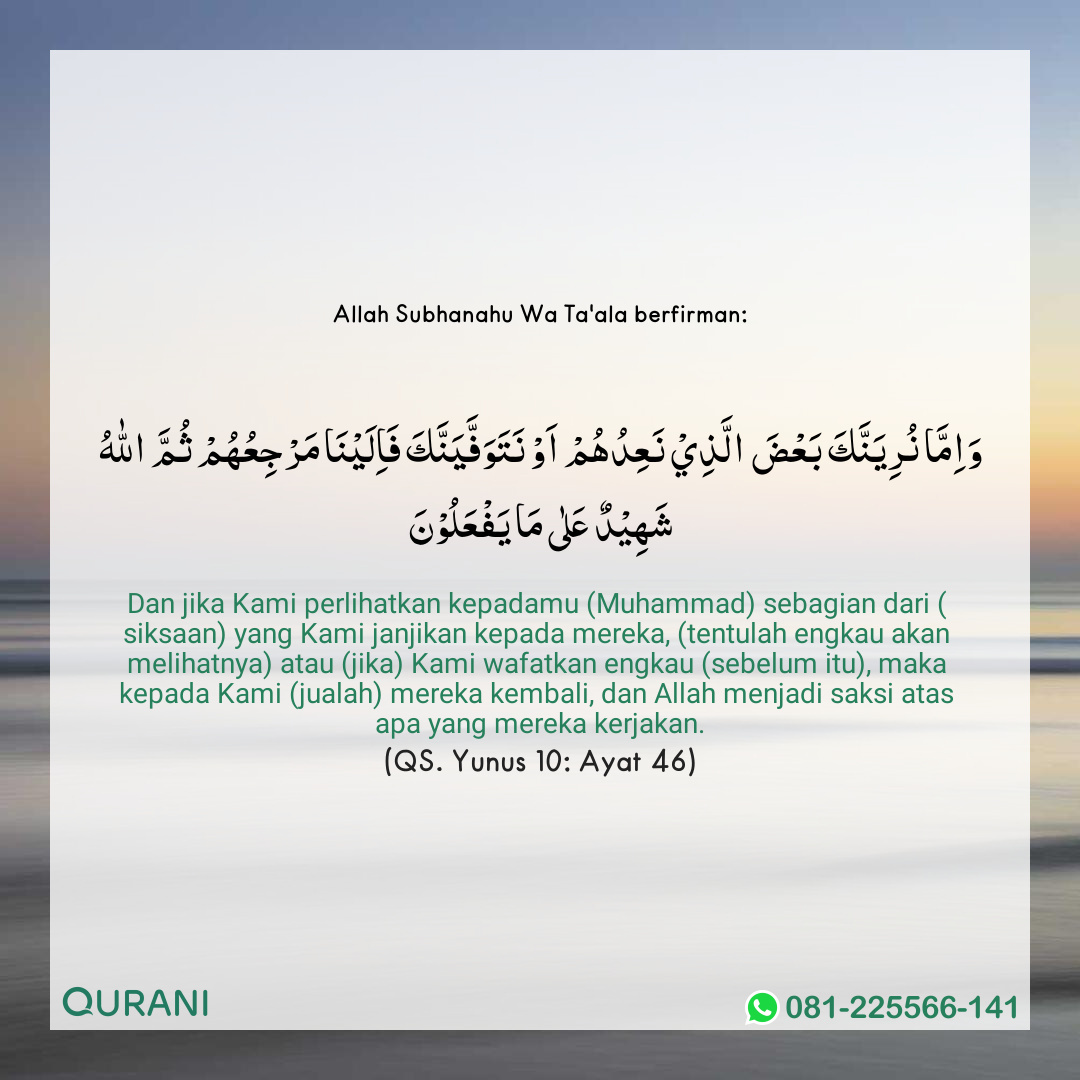 Allah Subhanahu Wa Ta'ala berfirman:
وَاِمَّا نُرِيَنَّكَ بَعْضَ الَّذِيْ نَعِدُهُمْ اَوْ نَتَوَفَّيَنَّكَ فَاِلَيْنَا مَرْجِعُهُمْ ثُمَّ اللّٰهُ
شَهِيْدٌ عَلٰى مَا يَفْعَلُوْنَ
Dan jika Kami perlihatkan kepadamu (Muhammad) sebagian dari (
siksaan) yang Kami janjikan kepada mereka, (tentulah engkau akan
melihatnya) atau (jika) Kami wafatkan engkau (sebelum itu), maka
kepada Kami (jualah) mereka kembali, dan Allah menjadi saksi atas
apa yang mereka kerjakan.
(QS. Yunus 10: Ayat 46)
QURANI
081-225566-141